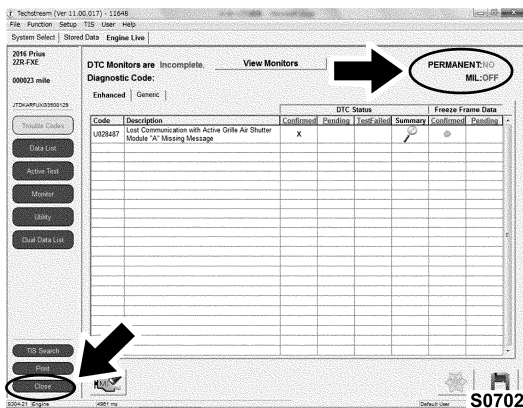 Techstream (Ver 11.00.017) - 11648
File Function Setup TIS User Help
System Select Stored Data Engine Live
2016 Prius
2ZR-FXE
000023 mile
JTDKARFUXG3500129
Trouble Codes
Data List
Active Test
Monitor
Utility
Dual Data List
TIS Search
Print
Close
DTC Monitors are Incomplete. View Monitors
Diagnostic Code:
PERMANENT:NO
MIL:OFF
Enhanced Generic
DTC Status Freeze Frame Data
Code Description Confirmed Pending TestFailed Summary Confirmed Pending
U028487 Lost Communication with Active Grille Air Shutter Module "A" Missing Message X
S304-21 Engine 4981 ms Default User
S0702